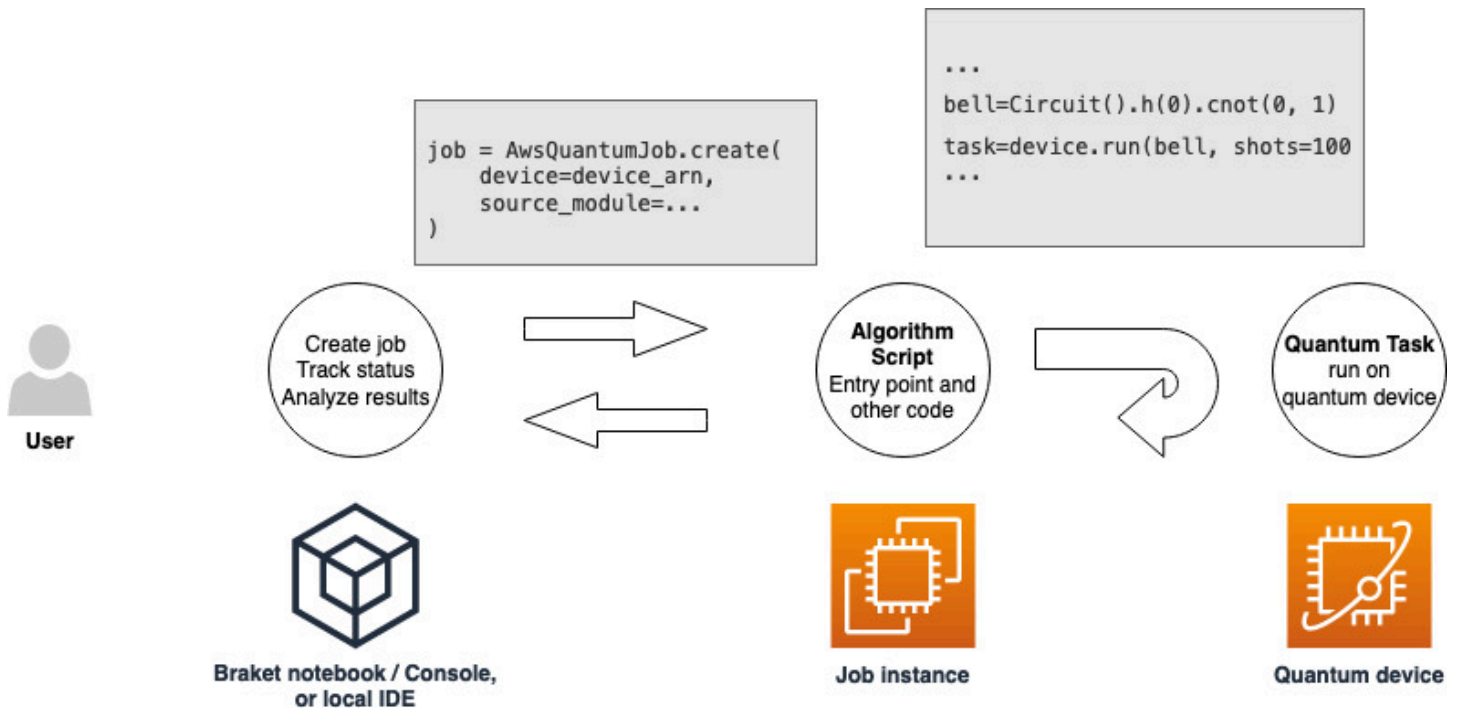 ...
bell=Circuit().h(0).cnot(0, 1)
task=device.run(bell, shots=100
...
job = AwsQuantumJob.create(
    device=device_arn,
    source_module=...
)
User
Create job
Track status
Analyze results
Algorithm
Script
Entry point and
other code
Quantum Task
run on
quantum device
Braket notebook / Console,
or local IDE
Job instance
Quantum device